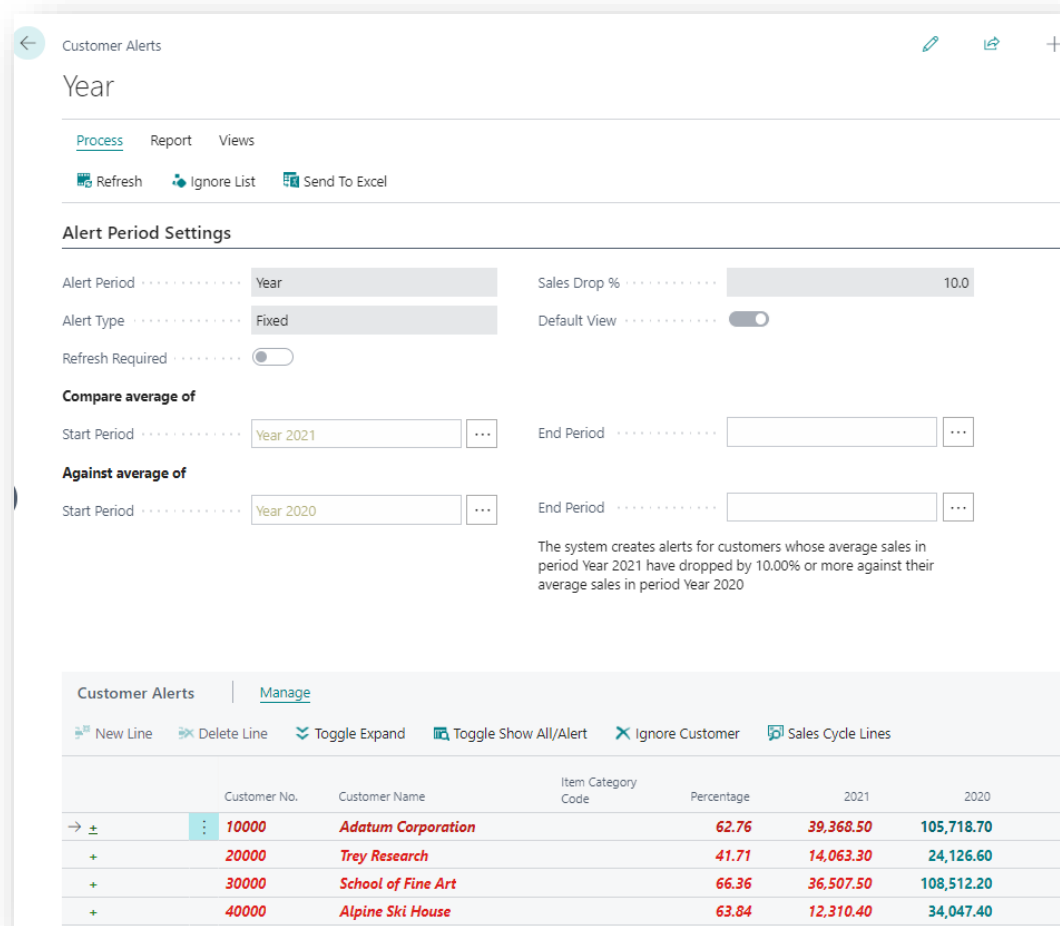 Customer Alerts
Year
Process Report Views
Refresh Ignore List Send To Excel
Alert Period Settings
Alert Period Year Sales Drop % 10.0
Alert Type Fixed Default View
Refresh Required
Compare average of
Start Period Year 2021 ... End Period ...
Against average of
Start Period Year 2020 ... End Period ...
The system creates alerts for customers whose average sales in
period Year 2021 have dropped by 10.00% or more against their
average sales in period Year 2020
Customer Alerts Manage
New Line Delete Line Toggle Expand Toggle Show All/Alert Ignore Customer Sales Cycle Lines
Customer No. Customer Name Item Category Code Percentage 2021 2020
+ 10000 Adatum Corporation 62.76 39,368.50 105,718.70
+ 20000 Trey Research 41.71 14,063.30 24,126.60
+ 30000 School of Fine Art 66.36 36,507.50 108,512.20
+ 40000 Alpine Ski House 63.84 12,310.40 34,047.40